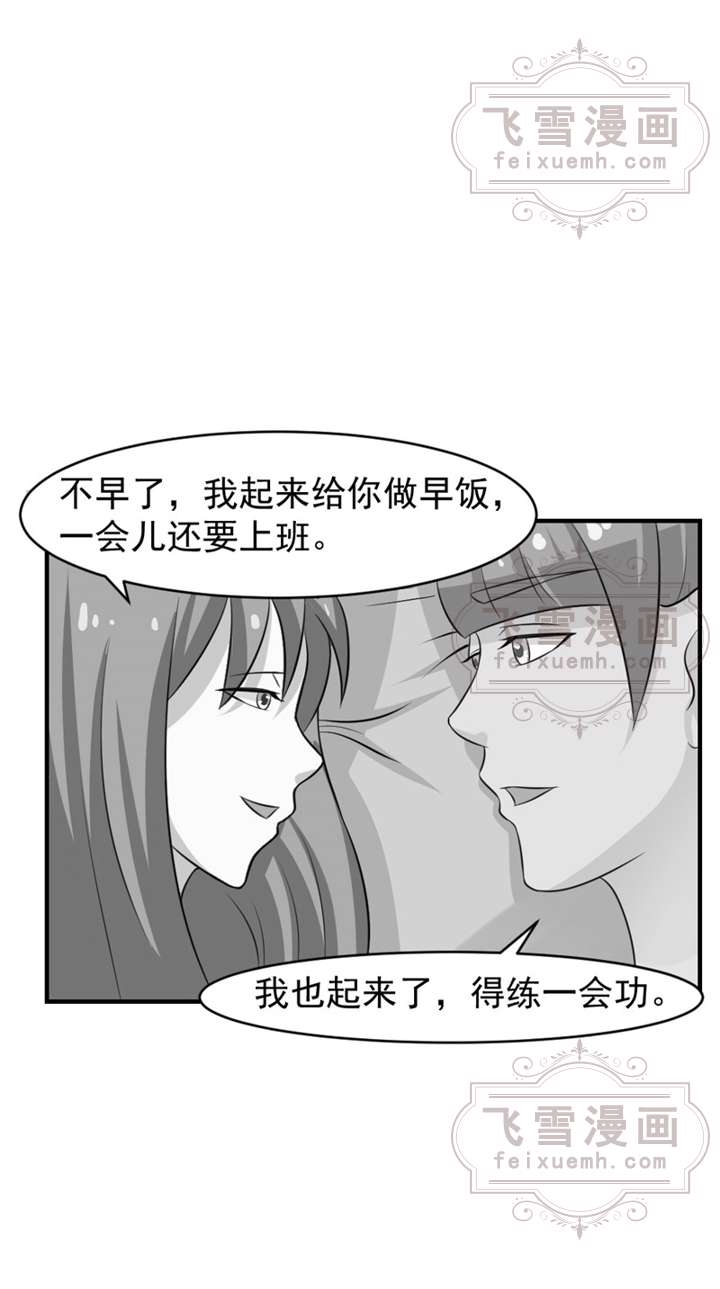 飞雪漫画
feixuemh.com
不早了，我起来给你做早饭，
一会儿还要上班。
飞雪漫画
feixuemh.com
我也起来了，得练一会功。
飞雪漫画
feixuemh.com